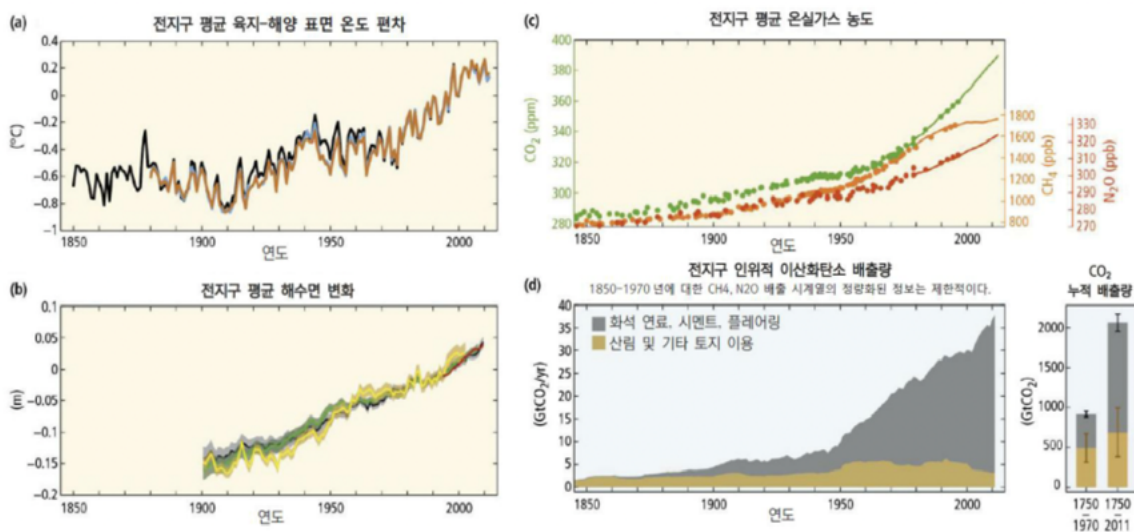 (a) 전지구 평균 육지-해양 표면 온도 편차
(°C)
0.4
0.2
0
-0.2
-0.4
-0.6
-0.8
-1
1850 1900 1950 2000
연도
(b) 전지구 평균 해수면 변화
(m)
0.1
0.05
0
-0.05
-0.1
-0.15
-0.2
1850 1900 1950 2000
연도
(c) 전지구 평균 온실가스 농도
CO2 (ppm)
400
380
360
340
320
300
280
1800
1600
1400
1200
1000
800
CH4 (ppb)
330
320
310
300
290
280
270
N2O (ppb)
1850 1900 1950 2000
연도
(d) 전지구 인위적 이산화탄소 배출량
1850-1970 년에 대한 CH4, N2O 배출 시계열의 정량화된 정보는 제한적이다.
화석 연료, 시멘트, 플레어링
산림 및 기타 토지 이용
(GtCO2/yr)
40
35
30
25
20
15
10
5
0
1850 1900 1950 2000
연도
CO2
누적 배출량
(GtCO2)
2000
1500
1000
500
0
1750 1750
– –
1970 2011